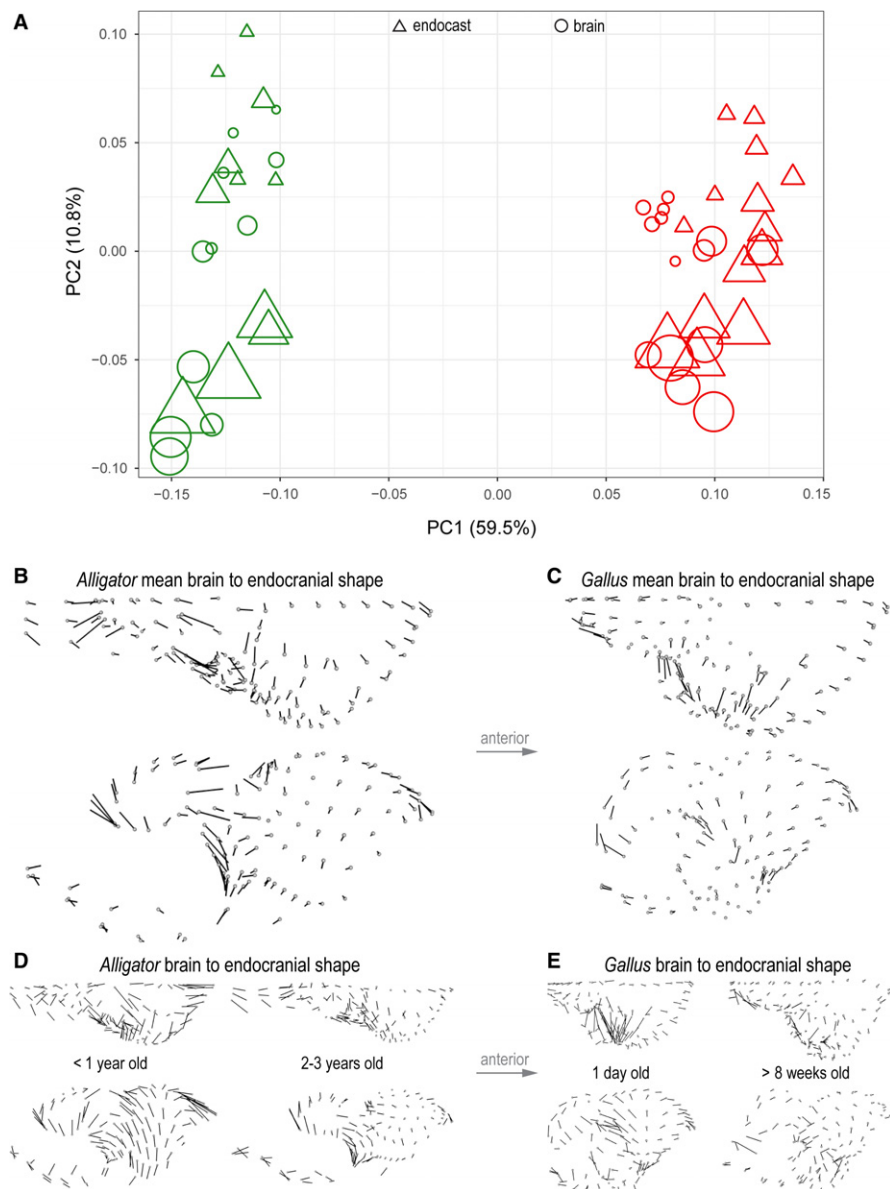 A
endocast
brain
0.10
0.05
0.00
−0.05
−0.10
PC2 (10.8%)
−0.15
−0.10
−0.05
0.00
0.05
0.10
0.15
PC1 (59.5%)
B
Alligator mean brain to endocranial shape
C
Gallus mean brain to endocranial shape
anterior
D
Alligator brain to endocranial shape
< 1 year old
2-3 years old
anterior
E
Gallus brain to endocranial shape
1 day old
> 8 weeks old